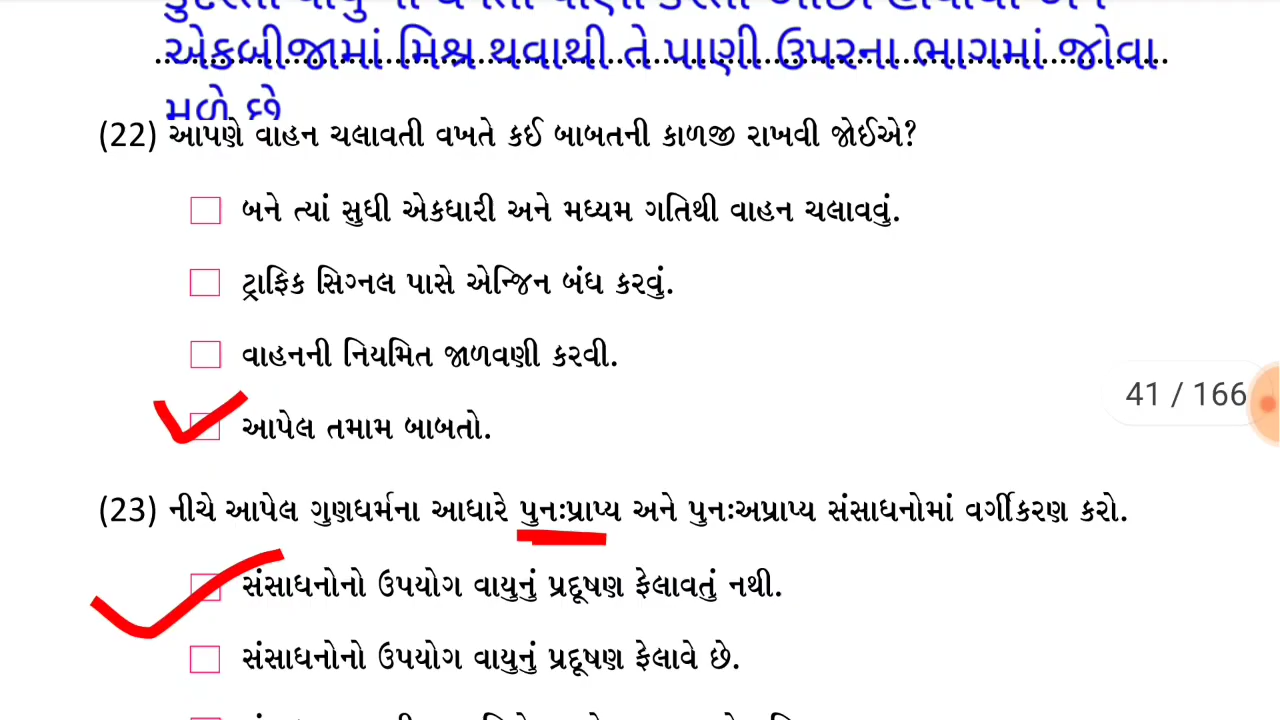 એકબીજામાં મિશ્ર થવાથી તે પાણી ઉપરના ભાગમાં જોવા
મળે છે
(22) આપણે વાહન ચલાવતી વખતે કઈ બાબતની કાળજી રાખવી જોઈએ?
બને ત્યાં સુધી એકધારી અને મધ્યમ ગતિથી વાહન ચલાવવું.
ટ્રાફિક સિગ્નલ પાસે એન્જિન બંધ કરવું.
વાહનની નિયમિત જાળવણી કરવી.
41 / 166
આપેલ તમામ બાબતો.
(23) નીચે આપેલ ગુણધર્મના આધારે પુનઃપ્રાપ્ય અને પુનઃઅપ્રાપ્ય સંસાધનોમાં વર્ગીકરણ કરો.
સંસાધનોનો ઉપયોગ વાયુનું પ્રદૂષણ ફેલાવતું નથી.
સંસાધનોનો ઉપયોગ વાયુનું પ્રદૂષણ ફેલાવે છે.